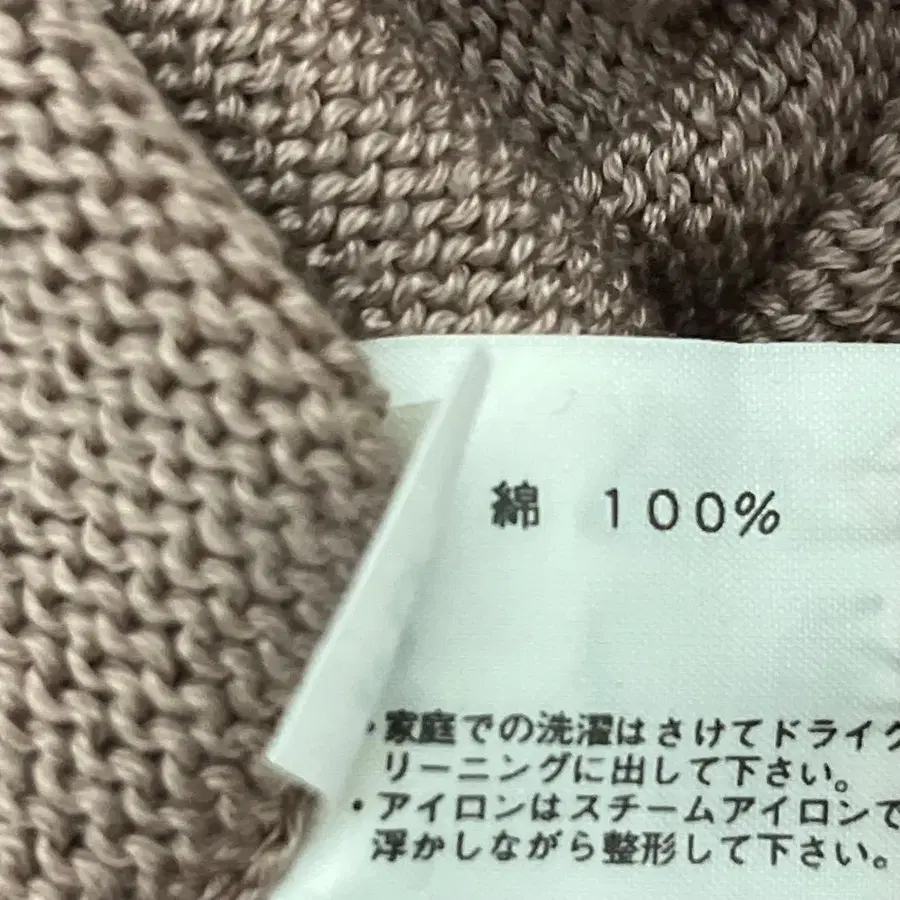 綿 100%
・家庭での洗濯はさけてドライク
リーニングに出して下さい。
・アイロンはスチームアイロンで
浮かしながら整形して下さい。